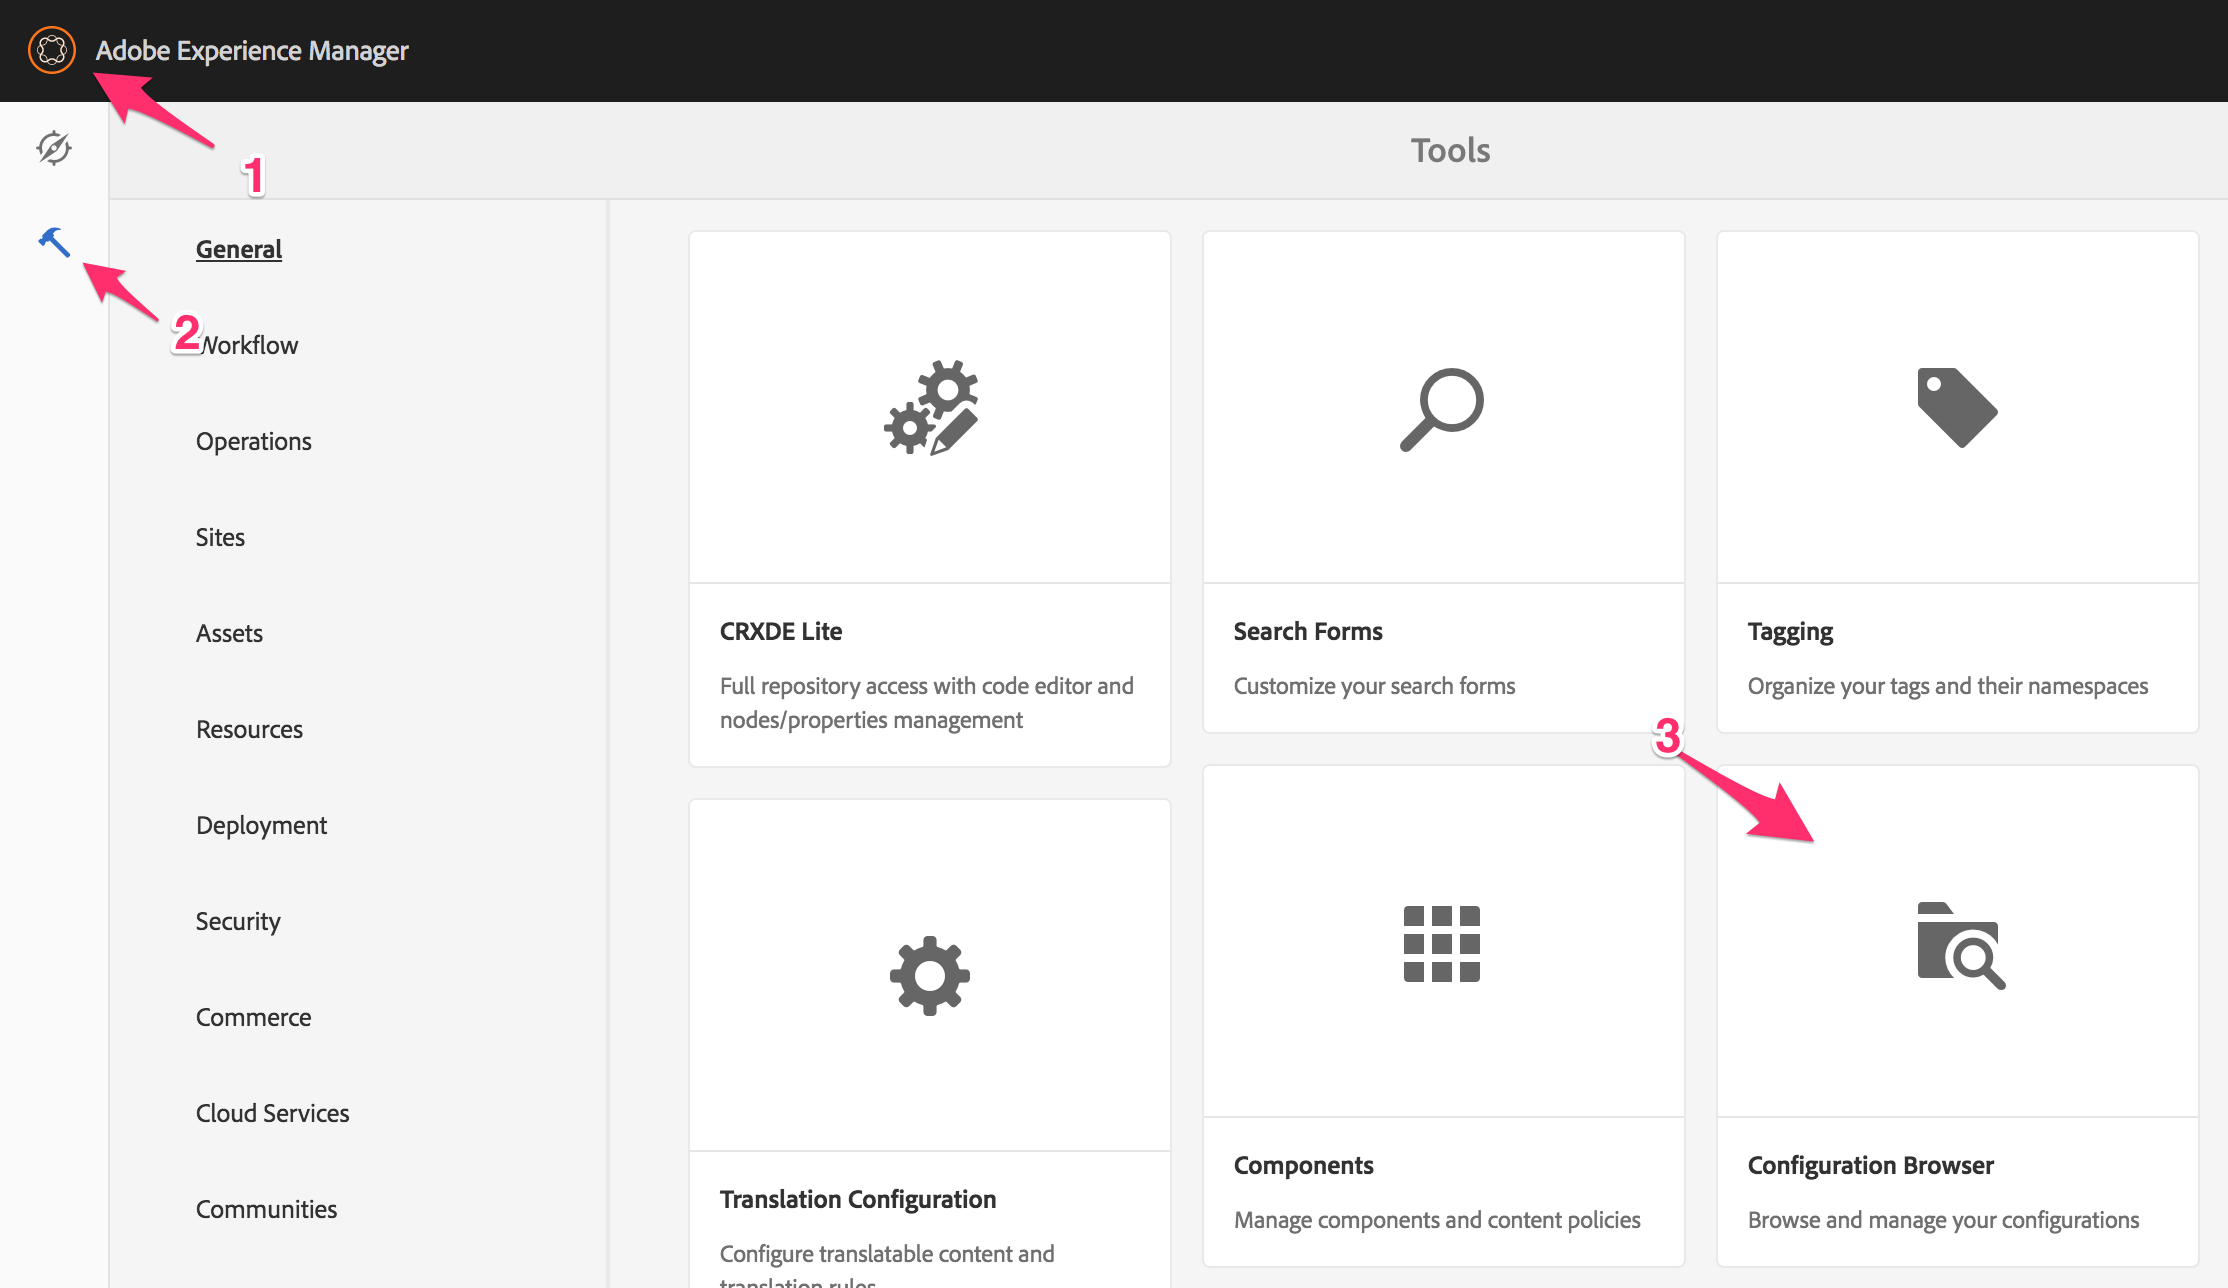 Adobe Experience Manager
1
Tools
General
2
Workflow
Operations
Sites
Assets
Resources
Deployment
Security
Commerce
Cloud Services
Communities
CRXDE Lite
Full repository access with code editor and
nodes/properties management
Search Forms
Customize your search forms
Tagging
Organize your tags and their namespaces
3
Translation Configuration
Configure translatable content and
translation rules
Components
Manage components and content policies
Configuration Browser
Browse and manage your configurations